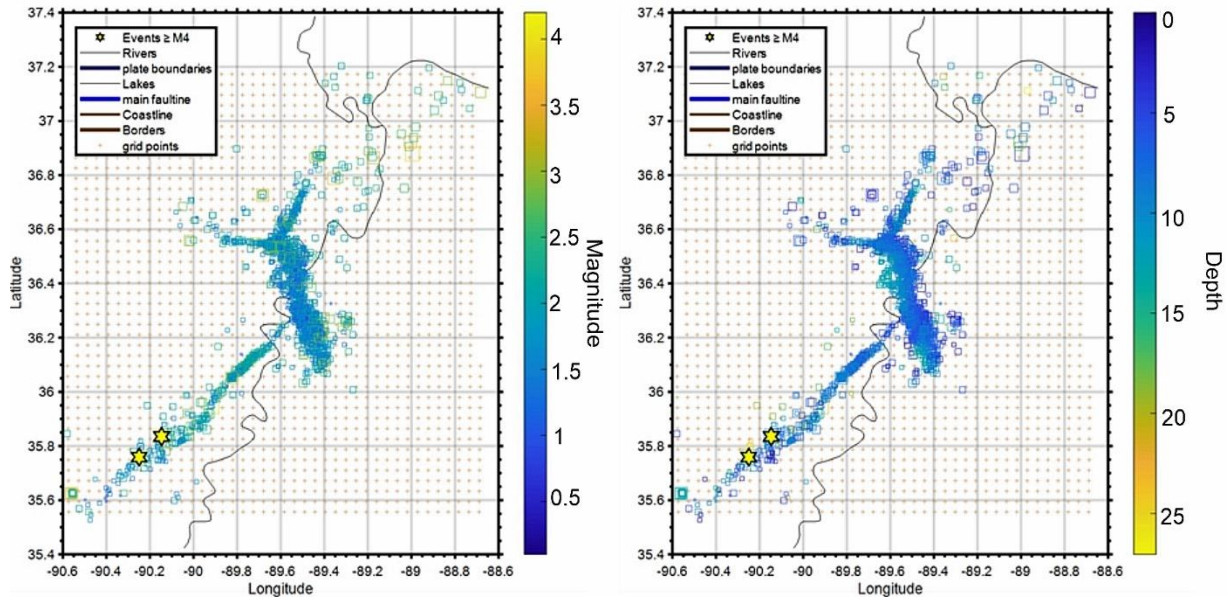 37.4
37.2
37
36.8
36.6
36.4
36.2
36
35.8
35.6
35.4
Latitude
Events ≥ M4
Rivers
plate boundaries
Lakes
main faultine
Coastline
Borders
grid points
-90.6 -90.4 -90.2 -90 -89.8 -89.6 -89.4 -89.2 -89 -88.8 -88.6
Longitude
4
3.5
3
2.5
2
1.5
1
0.5
Magnitude
37.4
37.2
37
36.8
36.6
36.4
36.2
36
35.8
35.6
35.4
Latitude
Events ≥ M4
Rivers
plate boundaries
Lakes
main faultine
Coastline
Borders
grid points
-90.6 -90.4 -90.2 -90 -89.8 -89.6 -89.4 -89.2 -89 -88.8 -88.6
Longitude
0
5
10
15
20
25
Depth